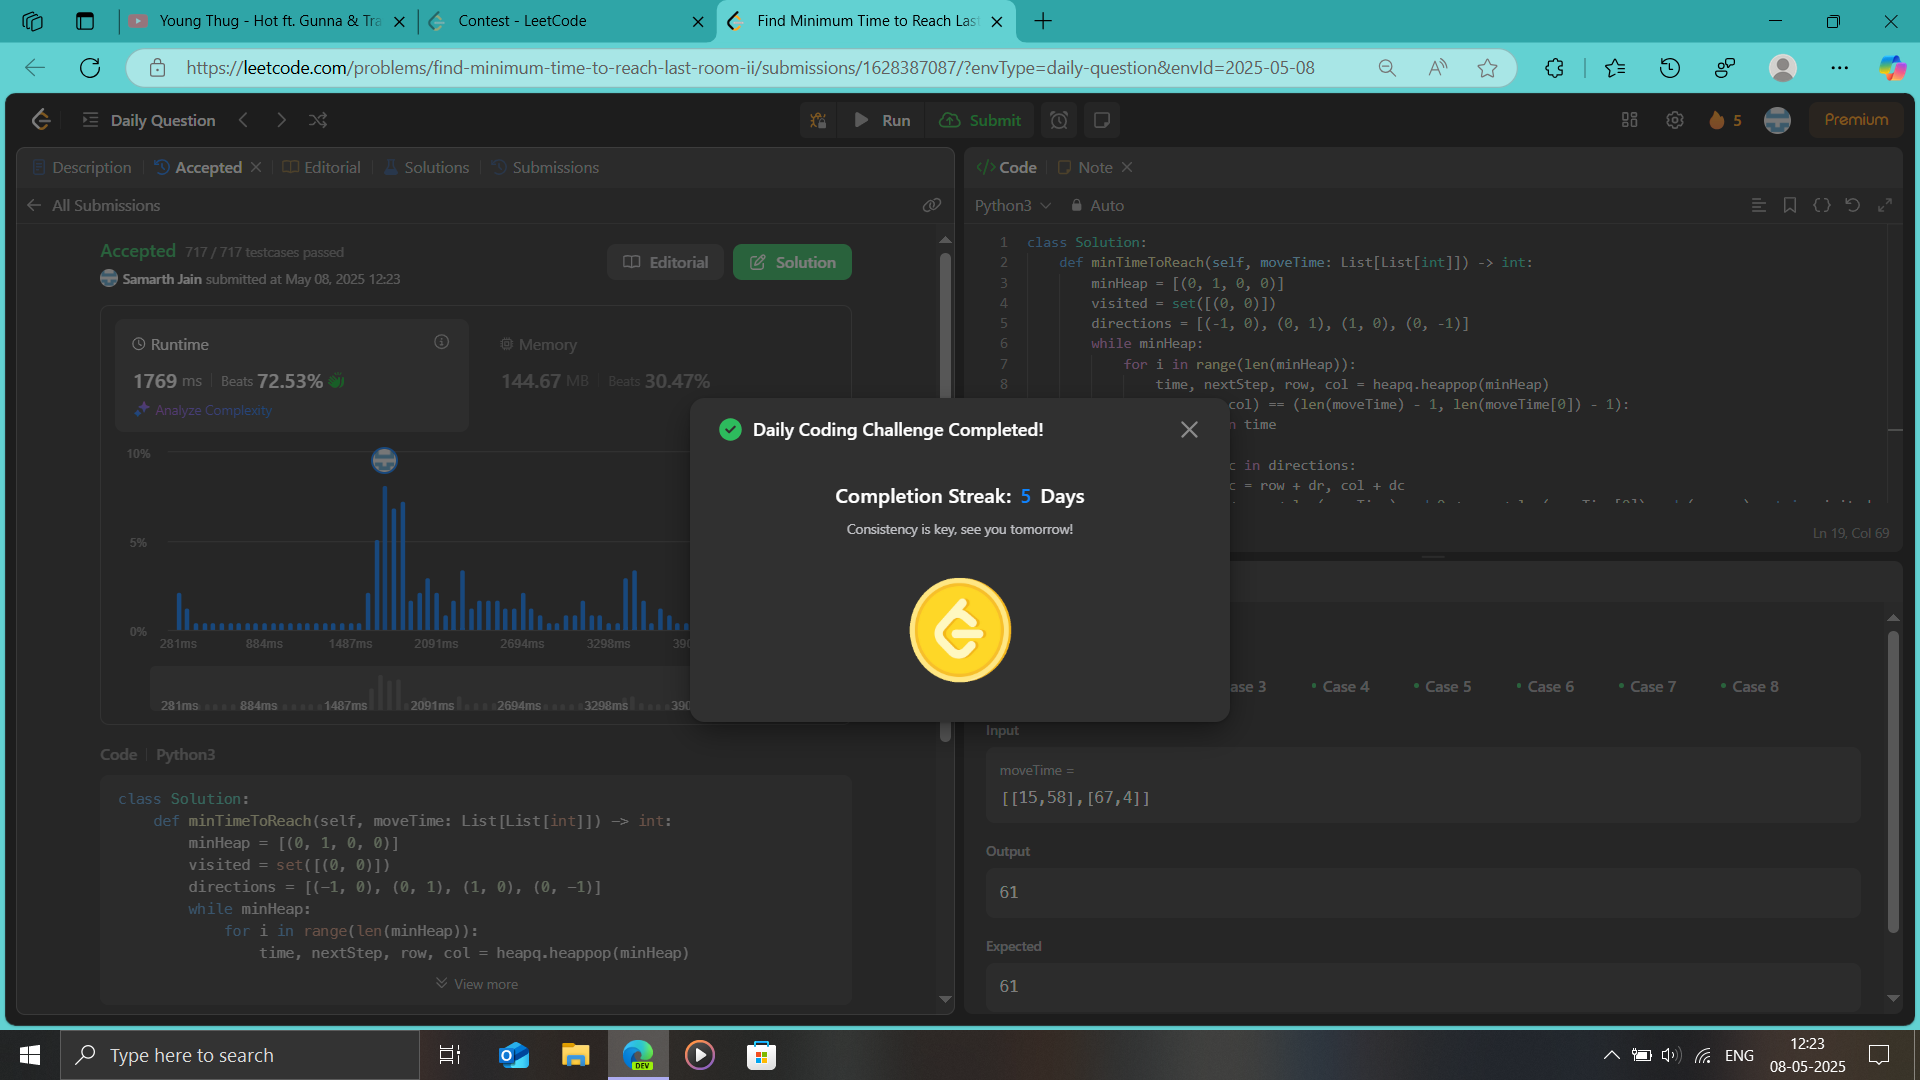 Young Thug - Hot ft. Gunna & Tra
Contest - LeetCode
Find Minimum Time to Reach Las
https://leetcode.com/problems/find-minimum-time-to-reach-last-room-ii/submissions/1628387087/?envType=daily-question&envId=2025-05-08
Daily Question
Run
Submit
5
Premium
Description
Accepted
Editorial
Solutions
Submissions
All Submissions
Accepted 717 / 717 testcases passed
Samarth Jain submitted at May 08, 2025 12:23
Editorial
Solution
Runtime
1769 ms
Beats 72.53%
Analyze Complexity
Memory
144.67 MB
Beats 30.47%
10%
5%
0%
281ms 884ms 1487ms 2091ms 2694ms 3298ms 390
281ms 884ms 1487ms 2091ms 2694ms 3298ms 390
Code
Python3
class Solution:
def minTimeToReach(self, moveTime: List[List[int]]) -> int:
minHeap = [(0, 1, 0, 0)]
visited = set([(0, 0)])
directions = [(-1, 0), (0, 1), (1, 0), (0, -1)]
while minHeap:
for i in range(len(minHeap)):
time, nextStep, row, col = heapq.heappop(minHeap)
View more
Daily Coding Challenge Completed!
Completion Streak: 5 Days
Consistency is key, see you tomorrow!
</> Code
Note
Python3
Auto
1 class Solution:
2 def minTimeToReach(self, moveTime: List[List[int]]) -> int:
3 minHeap = [(0, 1, 0, 0)]
4 visited = set([(0, 0)])
5 directions = [(-1, 0), (0, 1), (1, 0), (0, -1)]
6 while minHeap:
7 for i in range(len(minHeap)):
8 time, nextStep, row, col = heapq.heappop(minHeap)
col) == (len(moveTime) - 1, len(moveTime[0]) - 1):
n time
c in directions:
c = row + dr, col + dc
Ln 19, Col 69
ase 3
Case 4
Case 5
Case 6
Case 7
Case 8
Input
moveTime =
[[15,58],[67,4]]
Output
61
Expected
61
Type here to search
DEV
ENG
12:23
08-05-2025